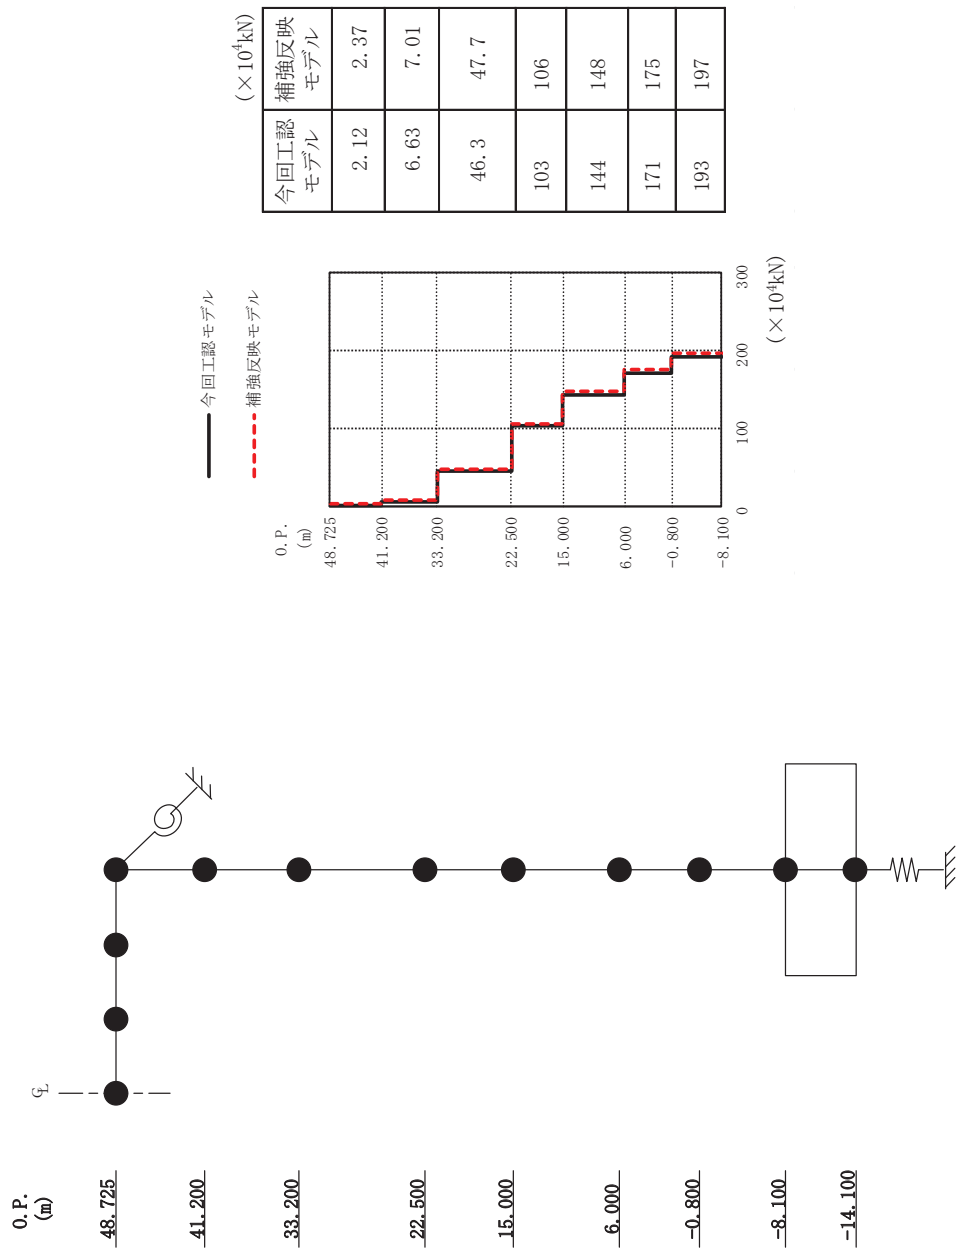 O.P.
(m)
48.725
41.200
33.200
22.500
15.000
6.000
-0.800
-8.100
-14.100
℄
今回工認モデル
補強反映モデル
O.P.
(m)
48.725
41.200
33.200
22.500
15.000
6.000
-0.800
-8.100
0 100 200 300
(×10⁴kN)
(×10⁴kN)
今回工認 補強反映
モデル モデル
2.12 2.37
6.63 7.01
46.3 47.7
103 106
144 148
171 175
193 197